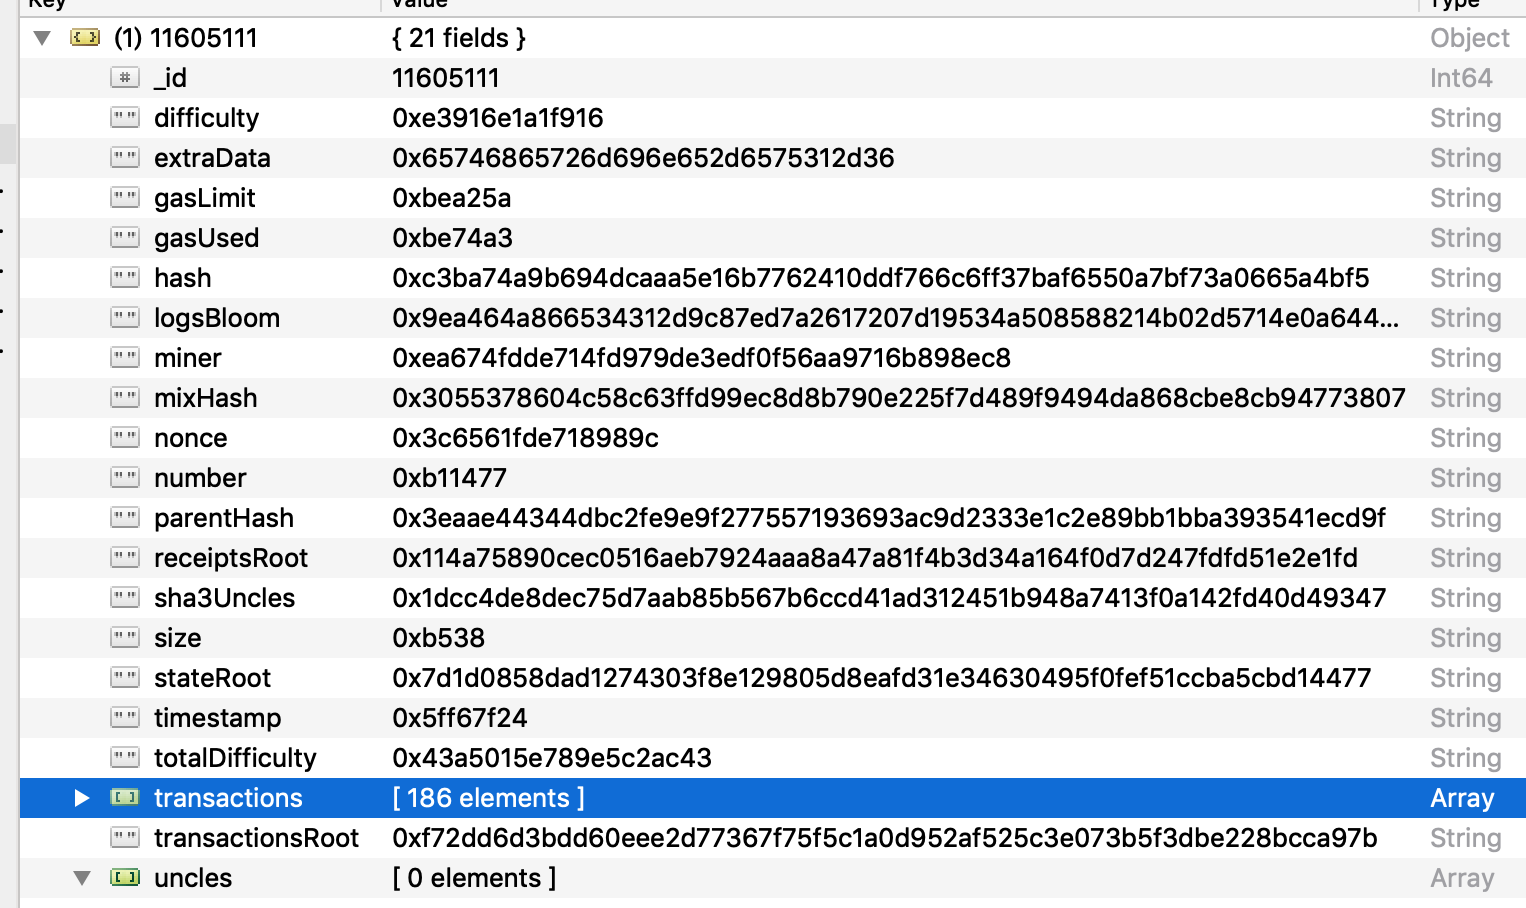 Key Value Type
(1) 11605111 { 21 fields } Object
# _id 11605111 Int64
"" difficulty 0xe3916e1a1f916 String
"" extraData 0x65746865726d696e652d6575312d36 String
"" gasLimit 0xbea25a String
"" gasUsed 0xbe74a3 String
"" hash 0xc3ba74a9b694dcaaa5e16b7762410ddf766c6ff37baf6550a7bf73a0665a4bf5 String
"" logsBloom 0x9ea464a866534312d9c87ed7a2617207d19534a508588214b02d5714e0a644... String
"" miner 0xea674fdde714fd979de3edf0f56aa9716b898ec8 String
"" mixHash 0x3055378604c58c63ffd99ec8d8b790e225f7d489f9494da868cbe8cb94773807 String
"" nonce 0x3c6561fde718989c String
"" number 0xb11477 String
"" parentHash 0x3eaae44344dbc2fe9e9f277557193693ac9d2333e1c2e89bb1bba393541ecd9f String
"" receiptsRoot 0x114a75890cec0516aeb7924aaa8a47a81f4b3d34a164f0d7d247fdfd51e2e1fd String
"" sha3Uncles 0x1dcc4de8dec75d7aab85b567b6ccd41ad312451b948a7413f0a142fd40d49347 String
"" size 0xb538 String
"" stateRoot 0x7d1d0858dad1274303f8e129805d8eafd31e34630495f0fef51ccba5cbd14477 String
"" timestamp 0x5ff67f24 String
"" totalDifficulty 0x43a5015e789e5c2ac43 String
[ ] transactions [ 186 elements ] Array
"" transactionsRoot 0xf72dd6d3bdd60eee2d77367f75f5c1a0d952af525c3e073b5f3dbe228bcca97b String
[ ] uncles [ 0 elements ] Array